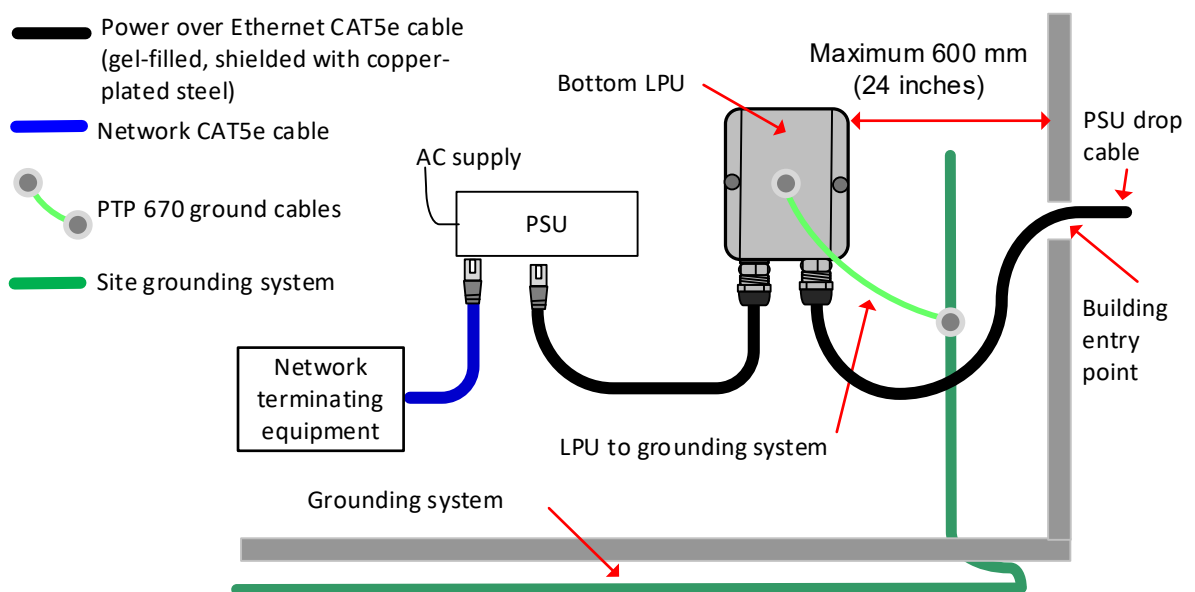 Power over Ethernet CAT5e cable
(gel-filled, shielded with copper-
plated steel)
Network CAT5e cable
PTP 670 ground cables
Site grounding system
AC supply
PSU
Network
terminating
equipment
Bottom LPU
Maximum 600 mm
(24 inches)
PSU drop
cable
Building
entry
point
LPU to grounding system
Grounding system